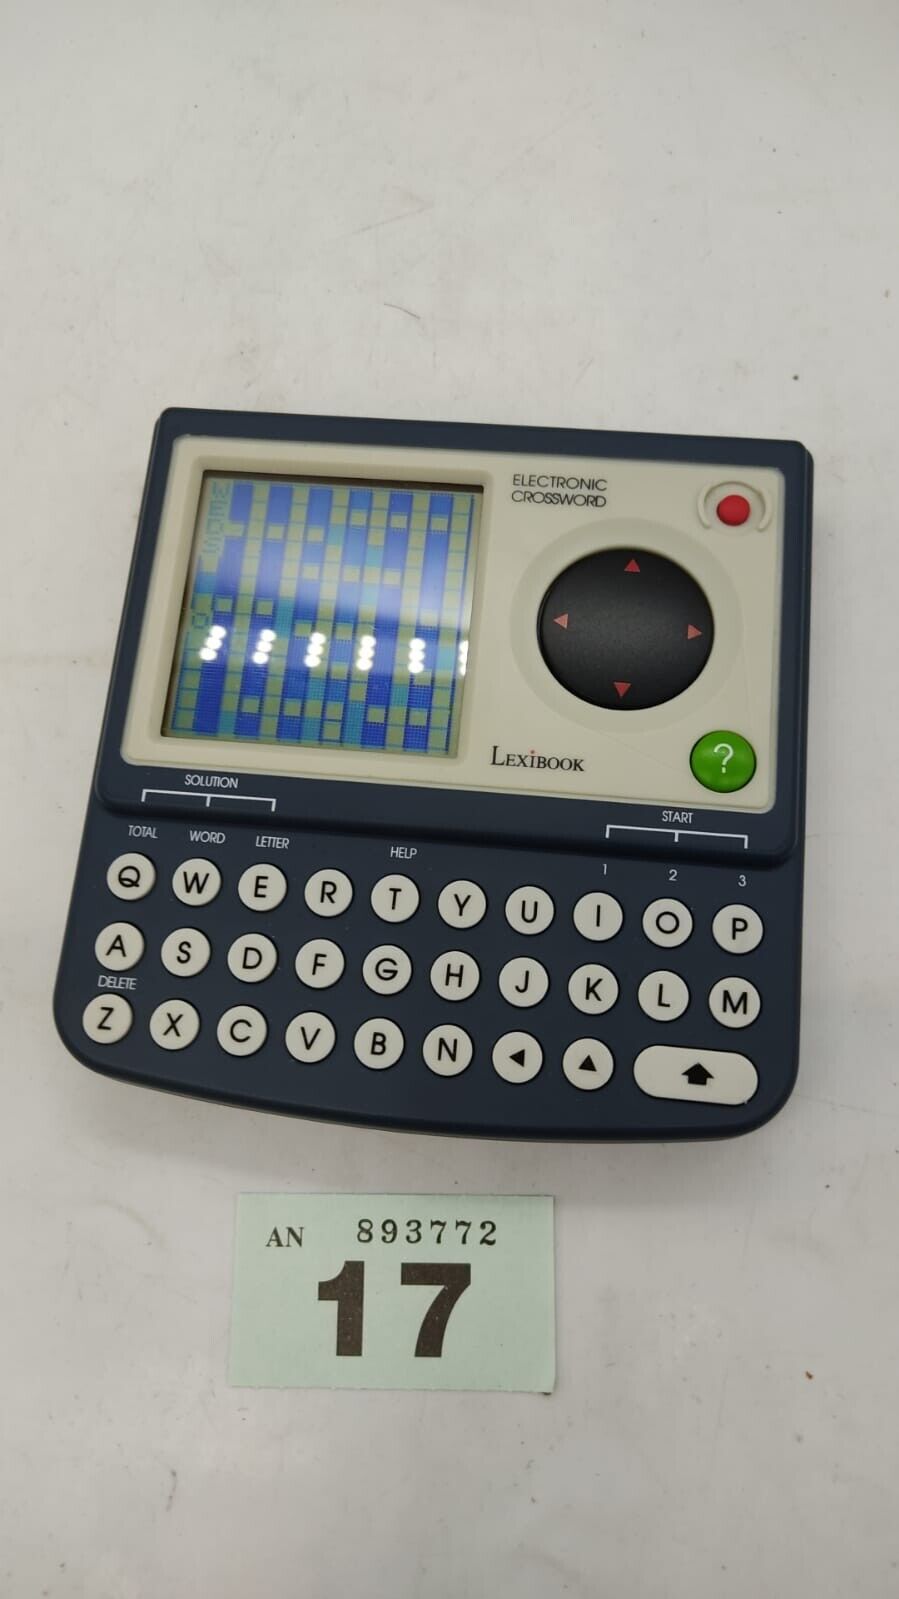 ELECTRONIC
CROSSWORD
LEXIBOOK
?
SOLUTION
START
TOTAL WORD LETTER HELP 1 2 3
Q W E R T Y U I O P
A S D F G H J K L M
DELETE
Z X C V B N
AN 893772
17